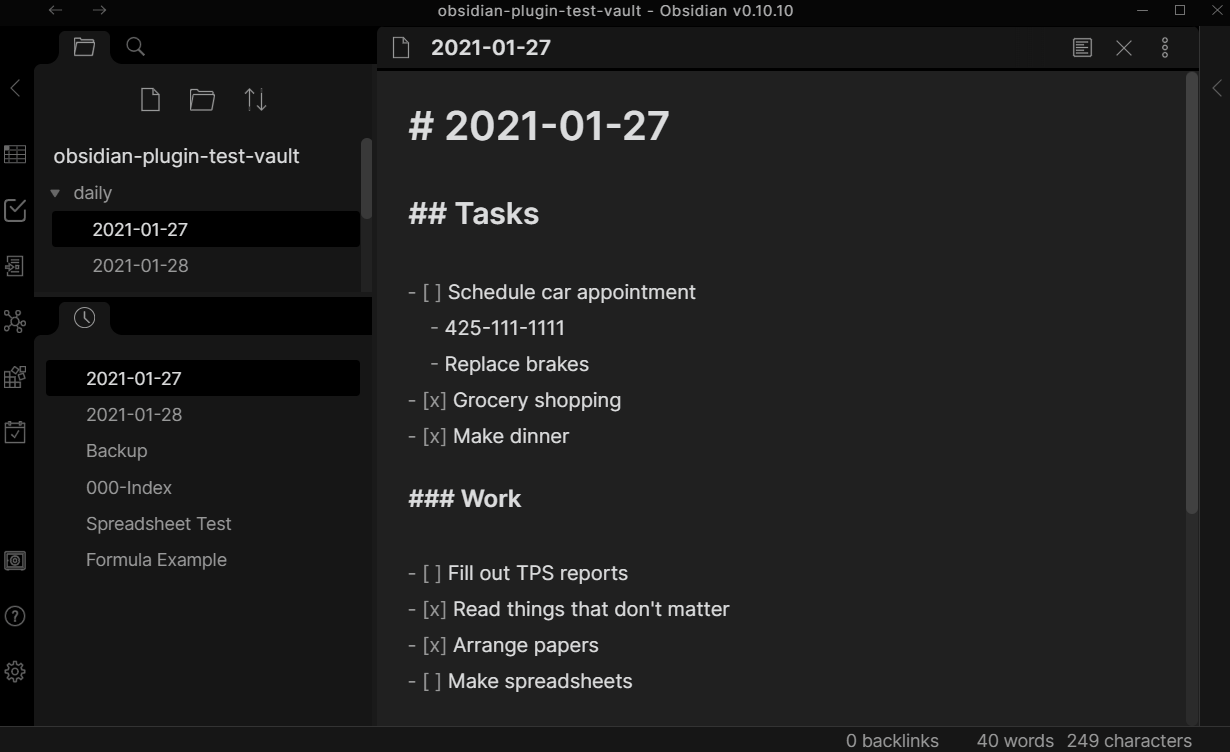 obsidian-plugin-test-vault - Obsidian v0.10.10
2021-01-27
obsidian-plugin-test-vault
daily
2021-01-27
2021-01-28
2021-01-27
2021-01-28
Backup
000-Index
Spreadsheet Test
Formula Example
# 2021-01-27
## Tasks
- [ ] Schedule car appointment
- 425-111-1111
- Replace brakes
- [x] Grocery shopping
- [x] Make dinner
### Work
- [ ] Fill out TPS reports
- [x] Read things that don't matter
- [x] Arrange papers
- [ ] Make spreadsheets
0 backlinks 40 words 249 characters